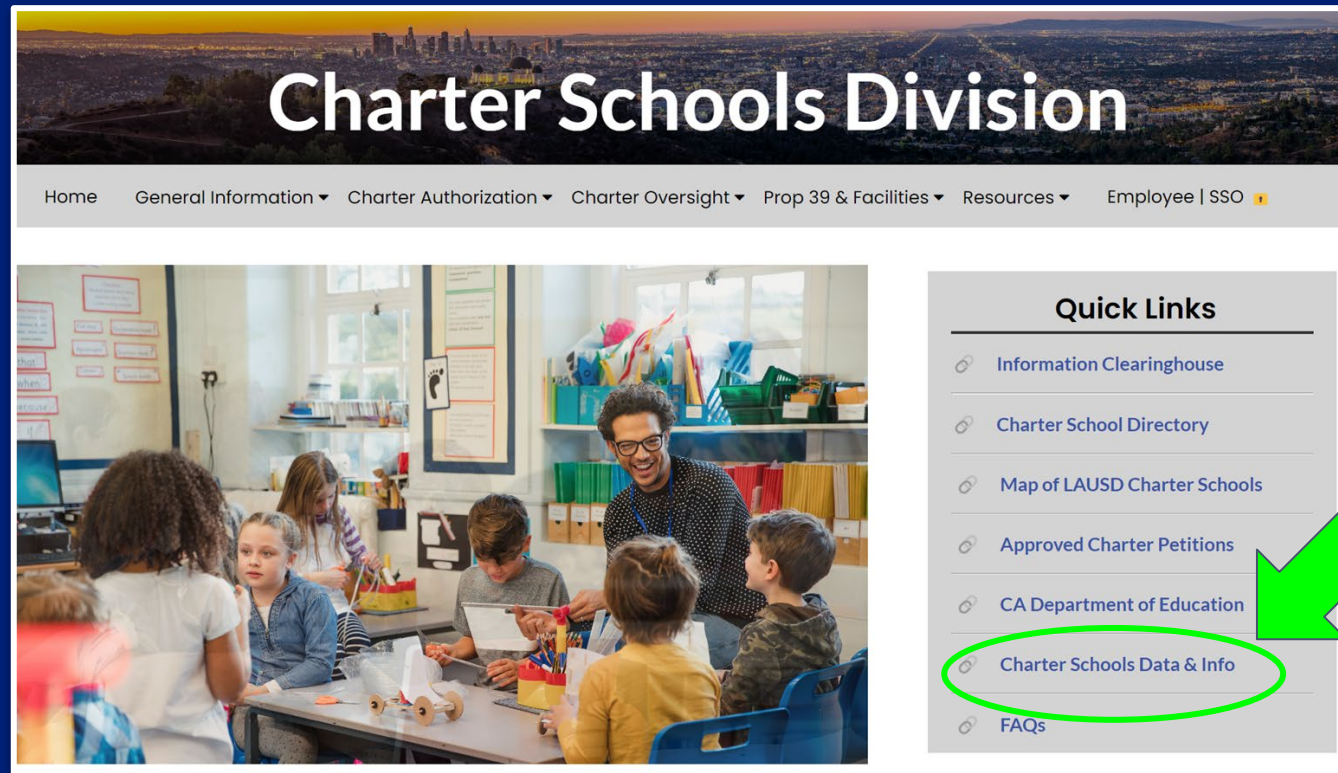 Charter Schools Division
Home General Information Charter Authorization Charter Oversight Prop 39 & Facilities Resources Employee | SSO
Quick Links
Information Clearinghouse
Charter School Directory
Map of LAUSD Charter Schools
Approved Charter Petitions
CA Department of Education
Charter Schools Data & Info
FAQs
that
when